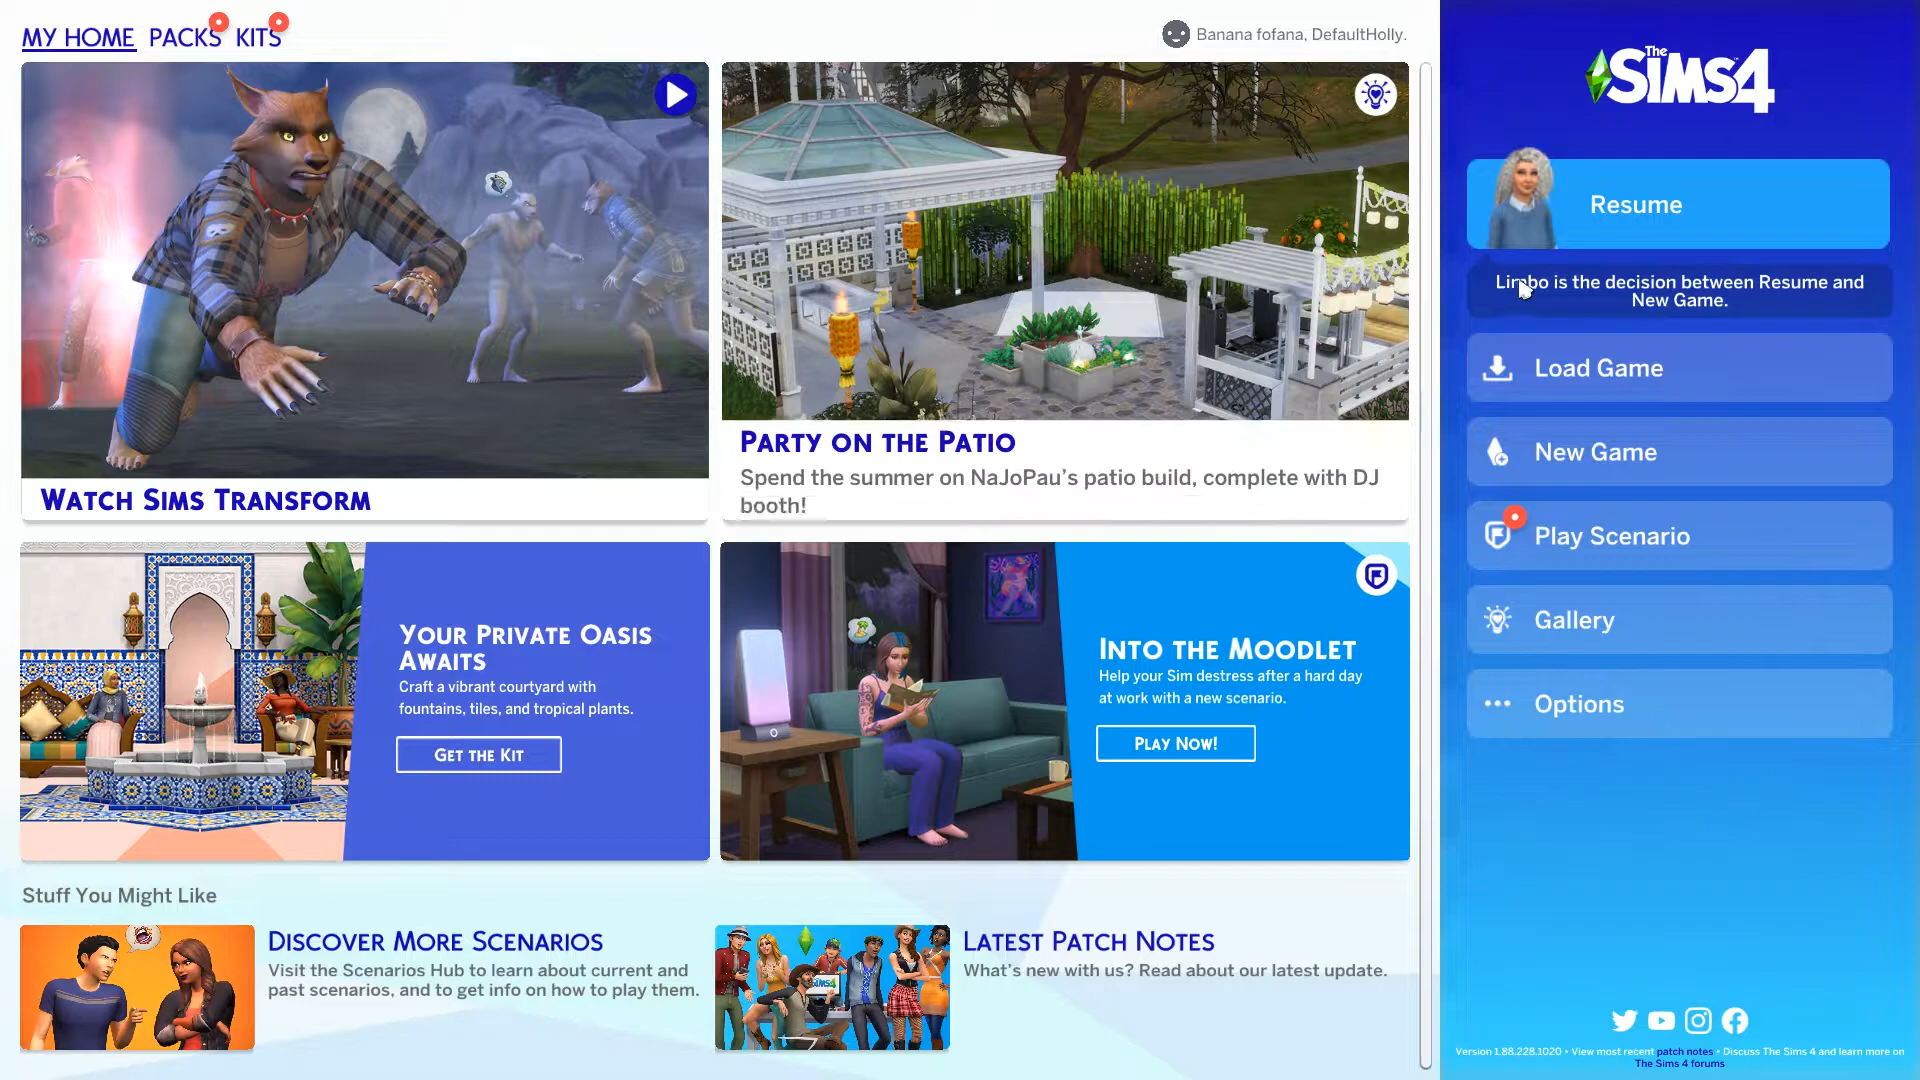 MY HOME PACKS KITS
Banana fofana, DefaultHolly.
WATCH SIMS TRANSFORM
PARTY ON THE PATIO
Spend the summer on NaJoPau's patio build, complete with DJ
booth!
YOUR PRIVATE OASIS
AWAITS
Craft a vibrant courtyard with
fountains, tiles, and tropical plants.
GET THE KIT
INTO THE MOODLET
Help your Sim destress after a hard day
at work with a new scenario.
PLAY NOW!
Stuff You Might Like
DISCOVER MORE SCENARIOS
Visit the Scenarios Hub to learn about current and
past scenarios, and to get info on how to play them.
SIMS4
LATEST PATCH NOTES
What's new with us? Read about our latest update.
The
SiMS4
Resume
Limbo is the decision between Resume and
New Game.
Load Game
New Game
Play Scenario
Gallery
Options
Version 1.88.228.1020 • View most recent patch notes • Discuss The Sims 4 and learn more on
The Sims 4 forums